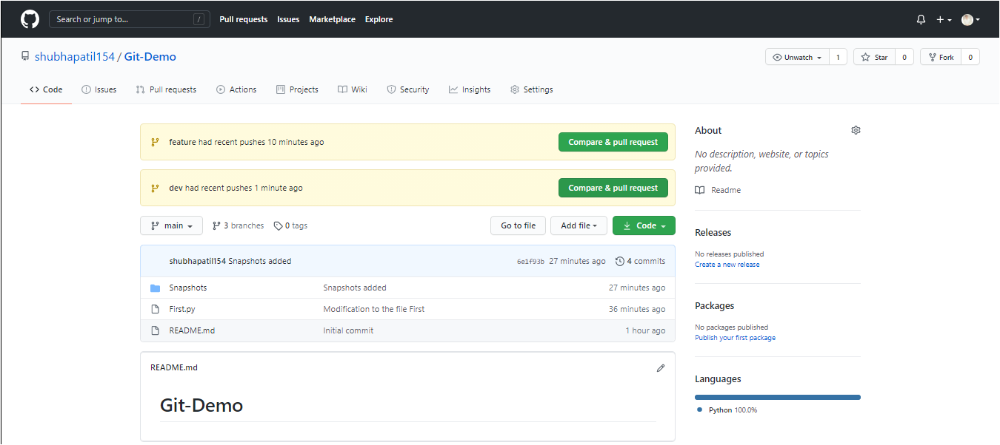 Search or jump to... /
Pull requests Issues Marketplace Explore
shubhapatil154 / Git-Demo
Unwatch 1 Star 0 Fork 0
Code Issues Pull requests Actions Projects Wiki Security Insights Settings
feature had recent pushes 10 minutes ago Compare & pull request
dev had recent pushes 1 minute ago Compare & pull request
main 3 branches 0 tags Go to file Add file Code
shubhapatil154 Snapshots added 6e1f93b 27 minutes ago 4 commits
Snapshots Snapshots added 27 minutes ago
First.py Modification to the file First 36 minutes ago
README.md Initial commit 1 hour ago
README.md
Git-Demo
About
No description, website, or topics
provided.
Readme
Releases
No releases published
Create a new release
Packages
No packages published
Publish your first package
Languages
Python 100.0%